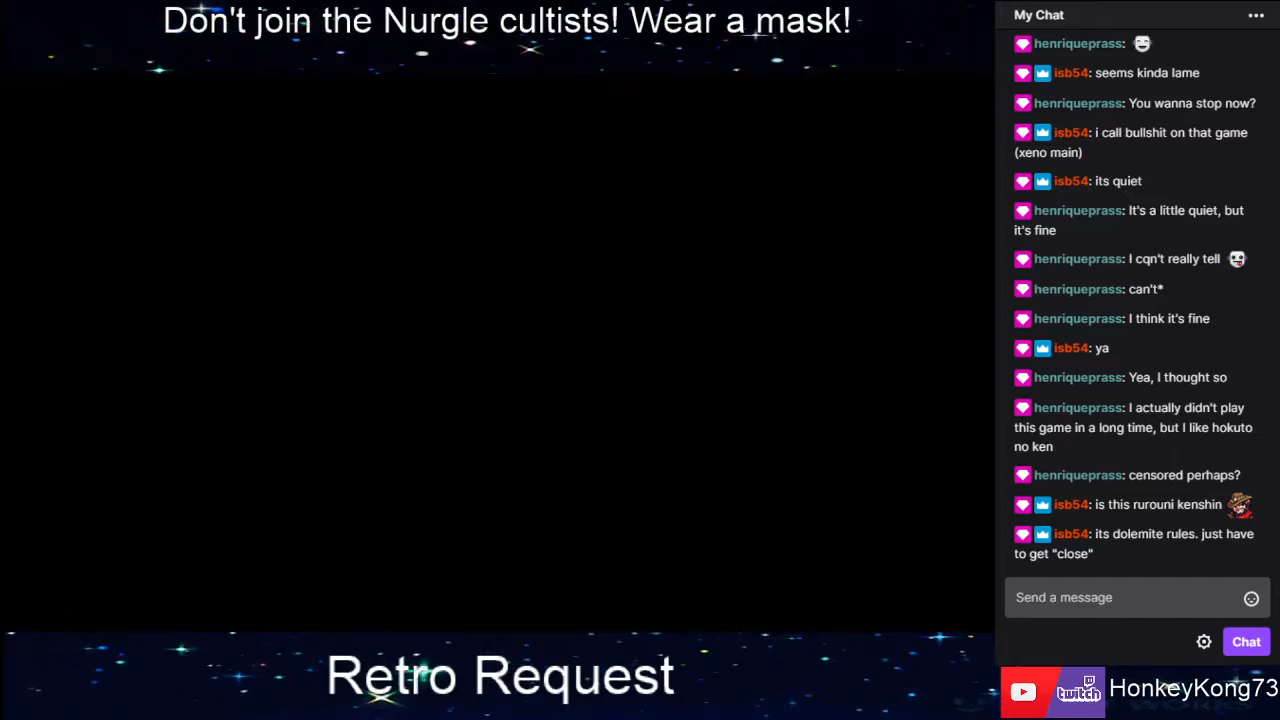 Don't join the Nurgle cultists! Wear a mask!
My Chat
henriqueprass:
isb54: seems kinda lame
henriqueprass: You wanna stop now?
isb54: i call bullshit on that game
(xeno main)
isb54: its quiet
henriqueprass: It's a little quiet, but
it's fine
henriqueprass: I cqn't really tell
henriqueprass: can't*
henriqueprass: I think it's fine
isb54: ya
henriqueprass: Yea, I thought so
henriqueprass: I actually didn't play
this game in a long time, but I like hokuto
no ken
henriqueprass: censored perhaps?
isb54: is this rurouni kenshin
isb54: its dolemite rules. just have
to get "close"
Send a message
Chat
Retro Request
twitch
HonkeyKong73